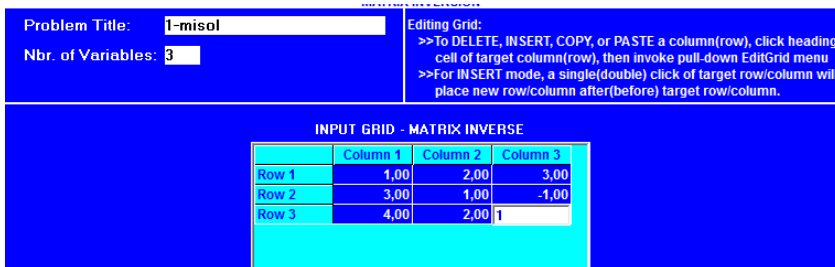 MATRIX INVERSION
Problem Title: 1-misol
Nbr. of Variables: 3
Editing Grid:
>>To DELETE, INSERT, COPY, or PASTE a column(row), click heading
cell of target column(row), then invoke pull-down EditGrid menu
>>For INSERT mode, a single(double) click of target row/column will
place new row/column after(before) target row/column.
INPUT GRID - MATRIX INVERSE
Column 1 Column 2 Column 3
Row 1 1,00 2,00 3,00
Row 2 3,00 1,00 -1,00
Row 3 4,00 2,00 1